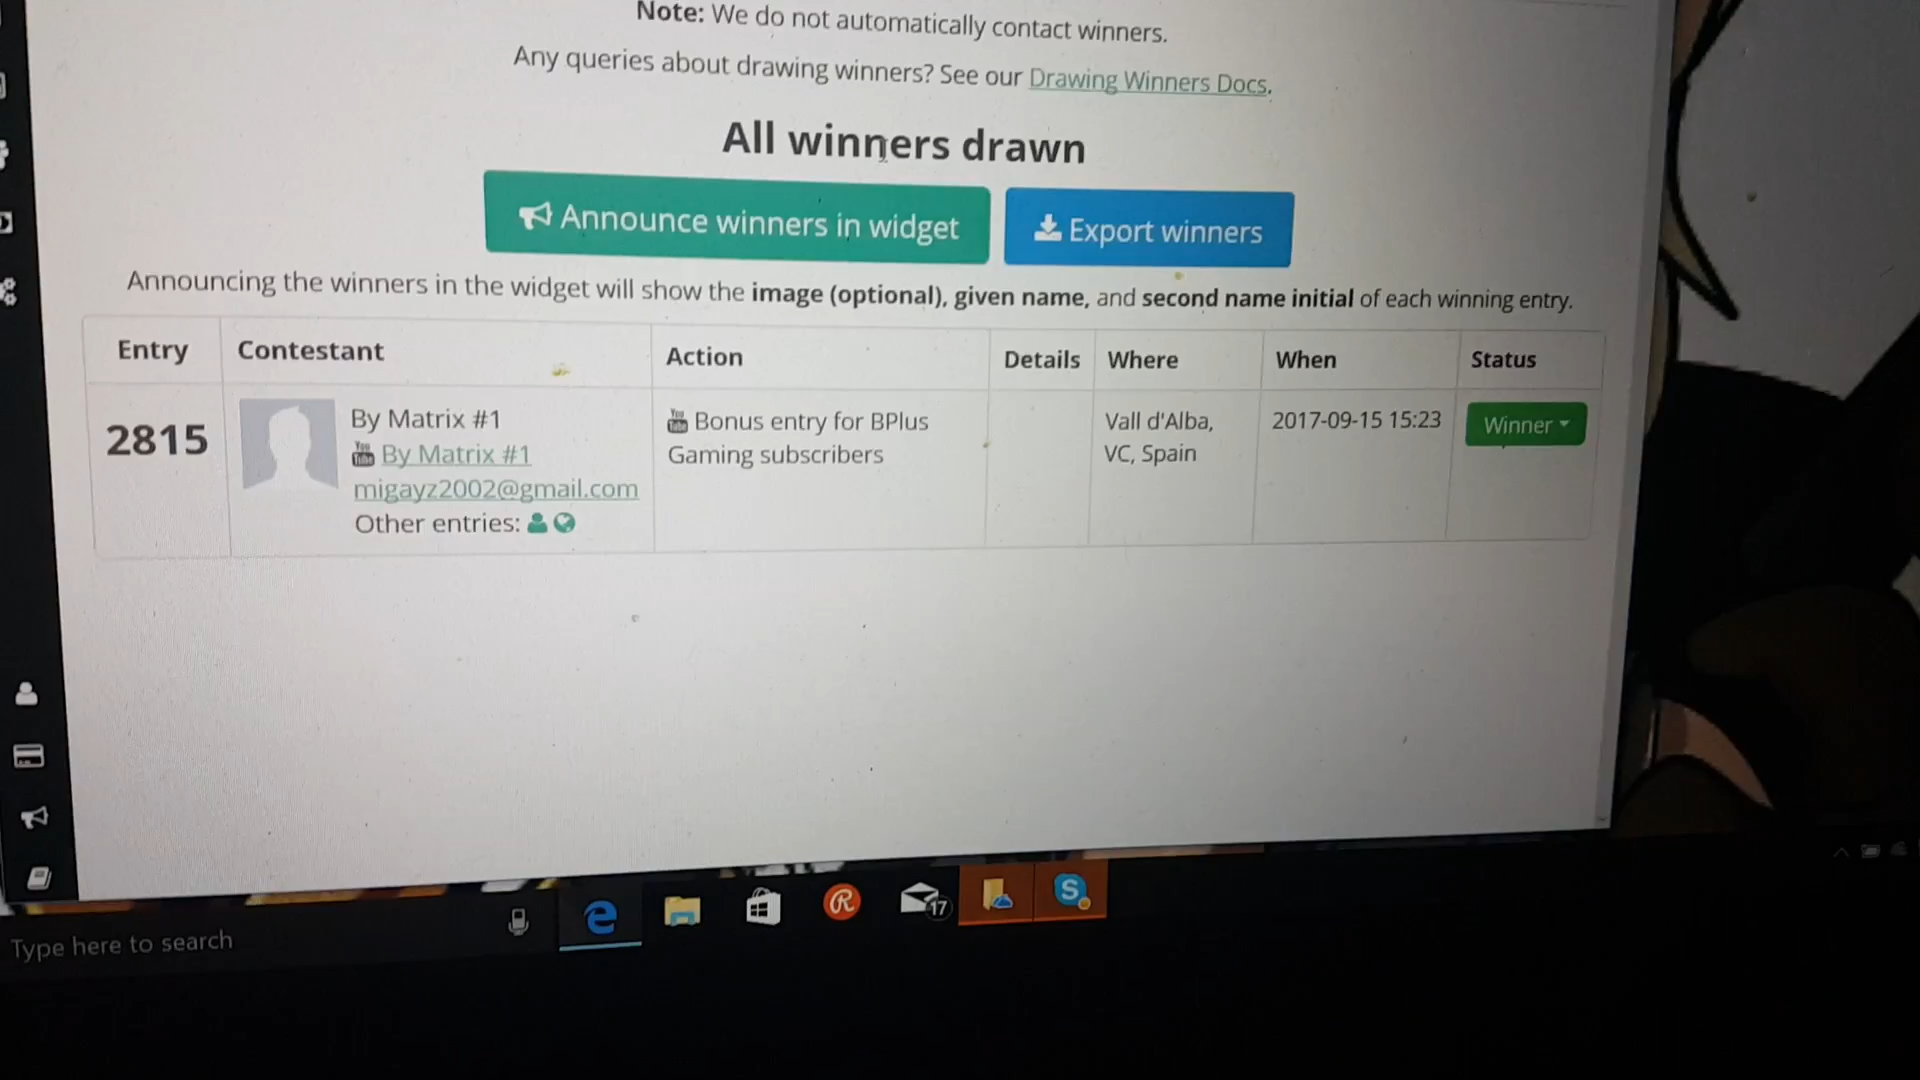 Note: We do not automatically contact winners.
Any queries about drawing winners? See our Drawing Winners Docs.
All winners drawn
Announce winners in widget
Export winners
Announcing the winners in the widget will show the image (optional), given name, and second name initial of each winning entry.
Entry Contestant Action Details Where When Status
2815
By Matrix #1
You Tube By Matrix #1
migayz2002@gmail.com
Other entries:
You Tube Bonus entry for BPlus
Gaming subscribers
Vall d'Alba,
VC, Spain
2017-09-15 15:23
Winner
Type here to search
17